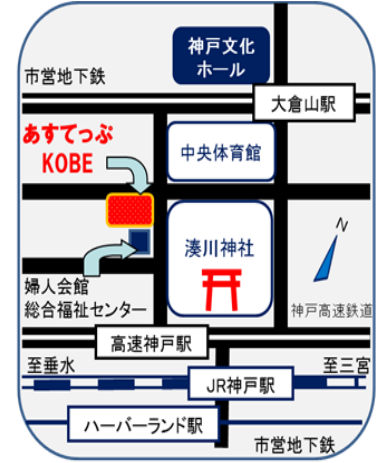 神戸文化
ホール
市営地下鉄
大倉山駅
あすてっぷ
KOBE
中央体育館
湊川神社
N
婦人会館
総合福祉センター
神戸高速鉄道
高速神戸駅
至垂水
至三宮
JR神戸駅
ハーバーランド駅
市営地下鉄